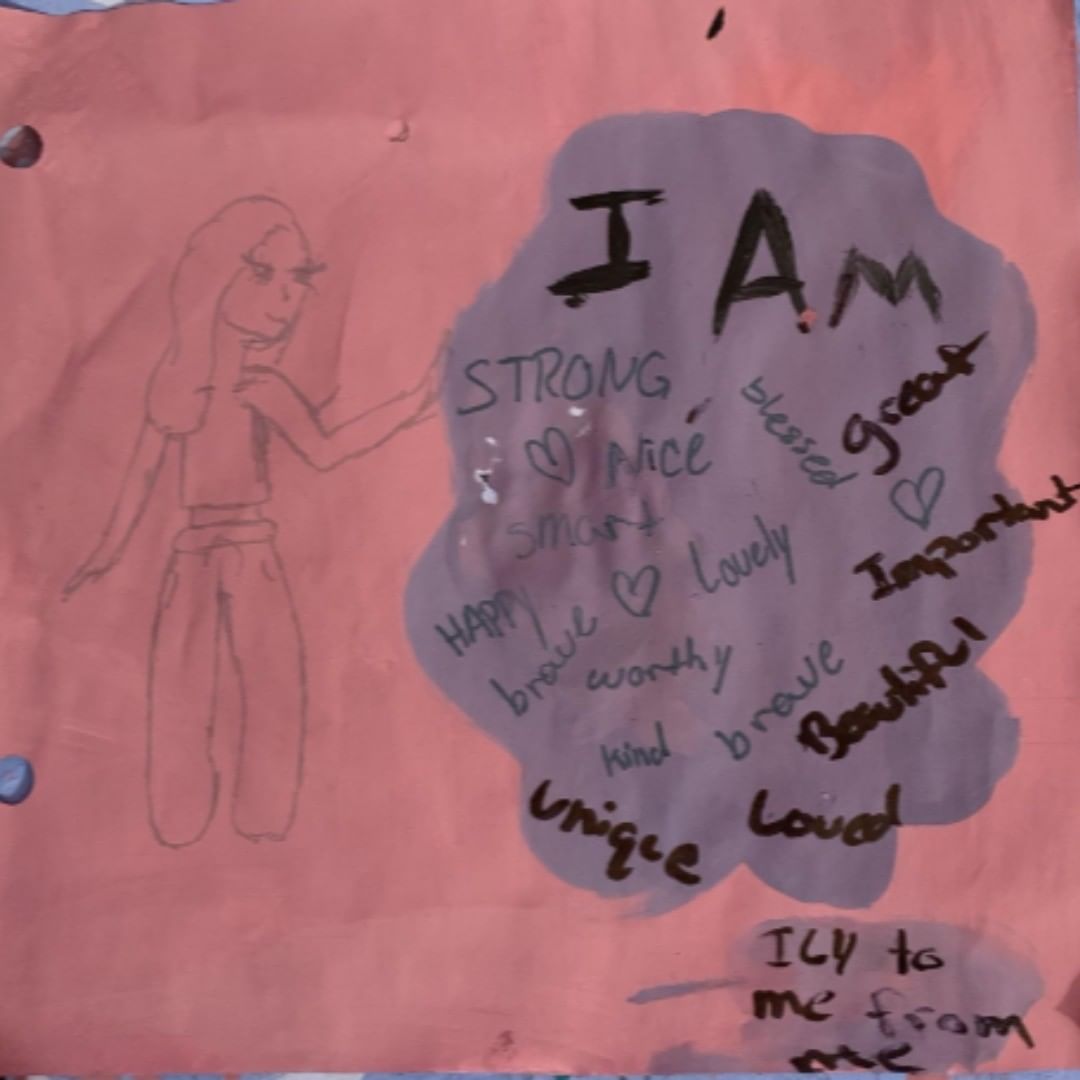 I AM
STRONG
blessed
great
♡ Nice
♡
smart
Important
Lovely
HAPPY
♡
brave
worthy
Beautiful
kind
brave
unique
Loved
ILY to
me from
me